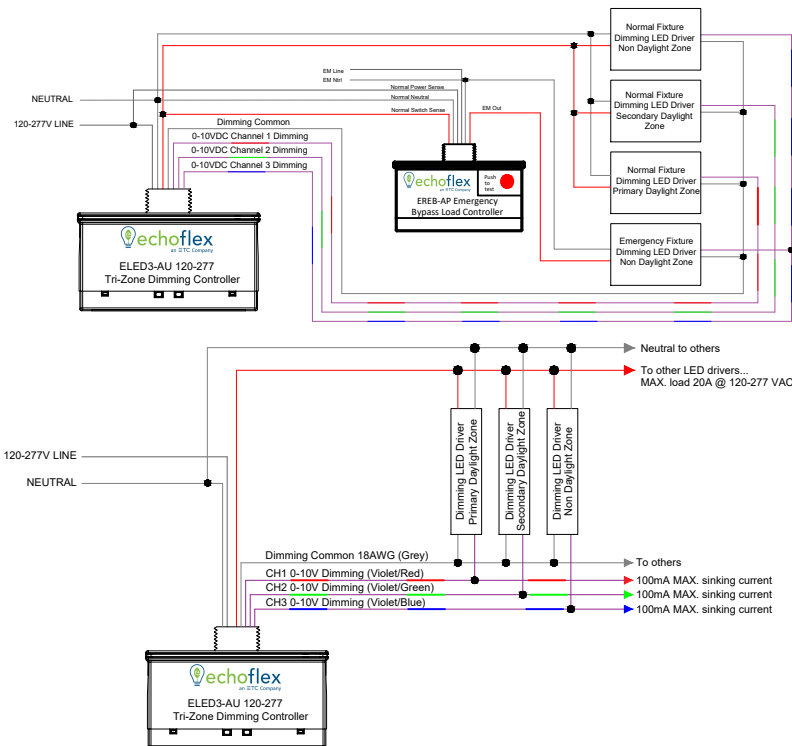 Normal Fixture
Dimming LED Driver
Non Daylight Zone
EM Line
EM Ntrl
Normal Power Sense
Normal Neutral
Normal Switch Sense
EM Out
NEUTRAL
120-277V LINE
Dimming Common
0-10VDC Channel 1 Dimming
0-10VDC Channel 2 Dimming
0-10VDC Channel 3 Dimming
Normal Fixture
Dimming LED Driver
Secondary Daylight
Zone
echoflex
an ETC Company
Push
to
test
EREB-AP Emergency
Bypass Load Controller
Normal Fixture
Dimming LED Driver
Primary Daylight Zone
echoflex
an ETC Company
ELED3-AU 120-277
Tri-Zone Dimming Controller
Emergency Fixture
Dimming LED Driver
Non Daylight Zone
Neutral to others
To other LED drivers...
MAX. load 20A @ 120-277 VAC
120-277V LINE
NEUTRAL
Dimming LED Driver
Primary Daylight Zone
Dimming LED Driver
Secondary Daylight Zone
Dimming LED Driver
Non Daylight Zone
Dimming Common 18AWG (Grey)
To others
CH1 0-10V Dimming (Violet/Red)
100mA MAX. sinking current
CH2 0-10V Dimming (Violet/Green)
100mA MAX. sinking current
CH3 0-10V Dimming (Violet/Blue)
100mA MAX. sinking current
echoflex
an ETC Company
ELED3-AU 120-277
Tri-Zone Dimming Controller